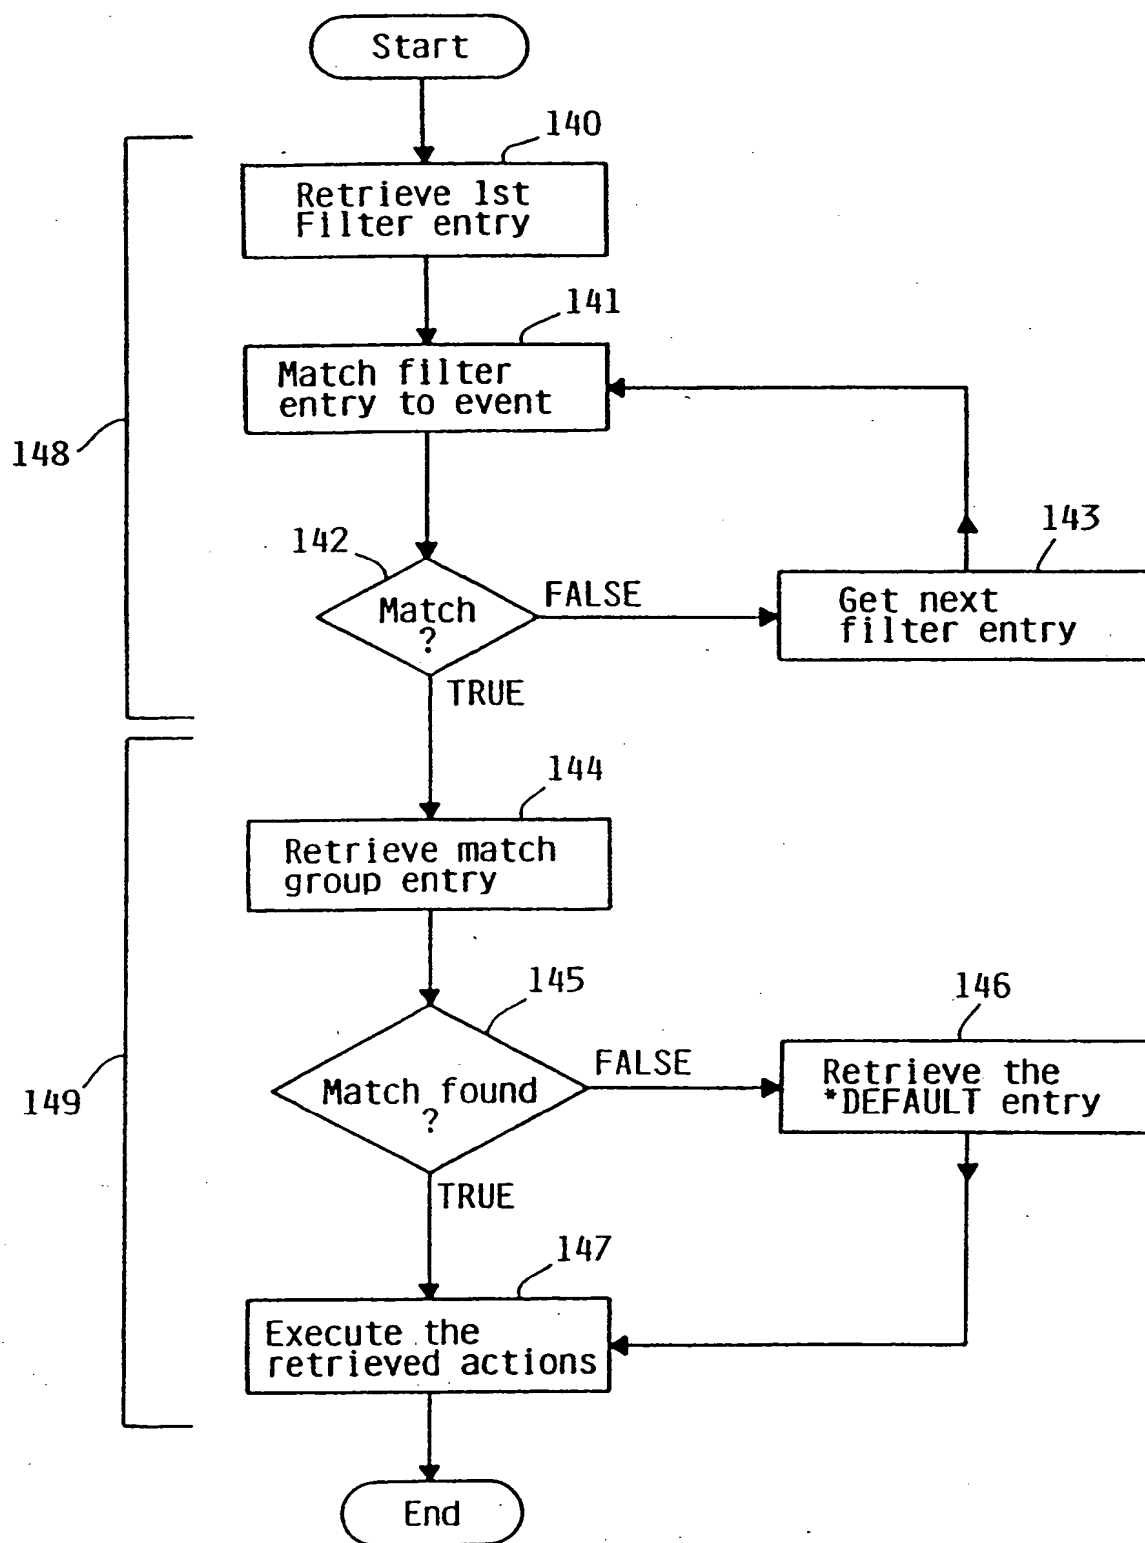 Start
140
Retrieve 1st
Filter entry
141
Match filter
entry to event
148
142
Match
?
FALSE
143
Get next
filter entry
TRUE
144
Retrieve match
group entry
145
Match found
?
FALSE
146
Retrieve the
*DEFAULT entry
149
TRUE
147
Execute the
retrieved actions
End